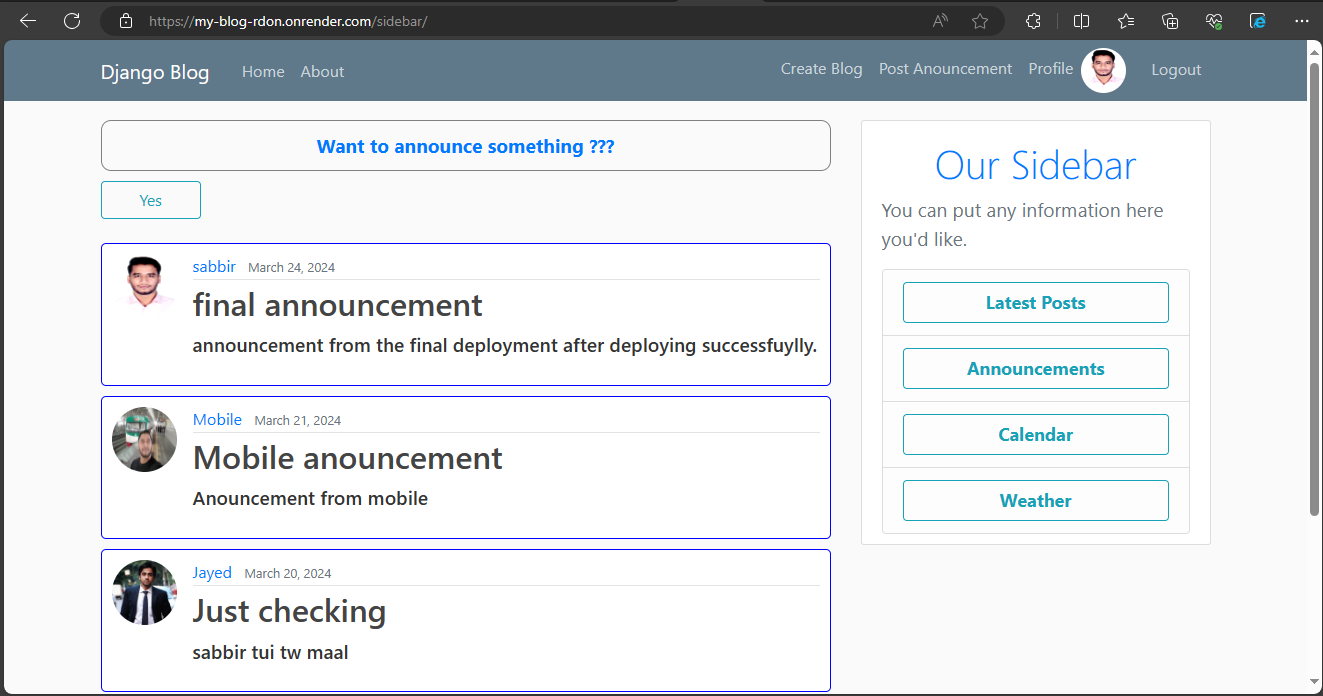 https://my-blog-rdon.onrender.com/sidebar/
Django Blog Home About Create Blog Post Anouncement Profile Logout
Want to announce something ???
Yes
sabbir March 24, 2024
final announcement
announcement from the final deployment after deploying successfuylly.
Mobile March 21, 2024
Mobile anouncement
Anouncement from mobile
Jayed March 20, 2024
Just checking
sabbir tui tw maal
Our Sidebar
You can put any information here
you'd like.
Latest Posts
Announcements
Calendar
Weather